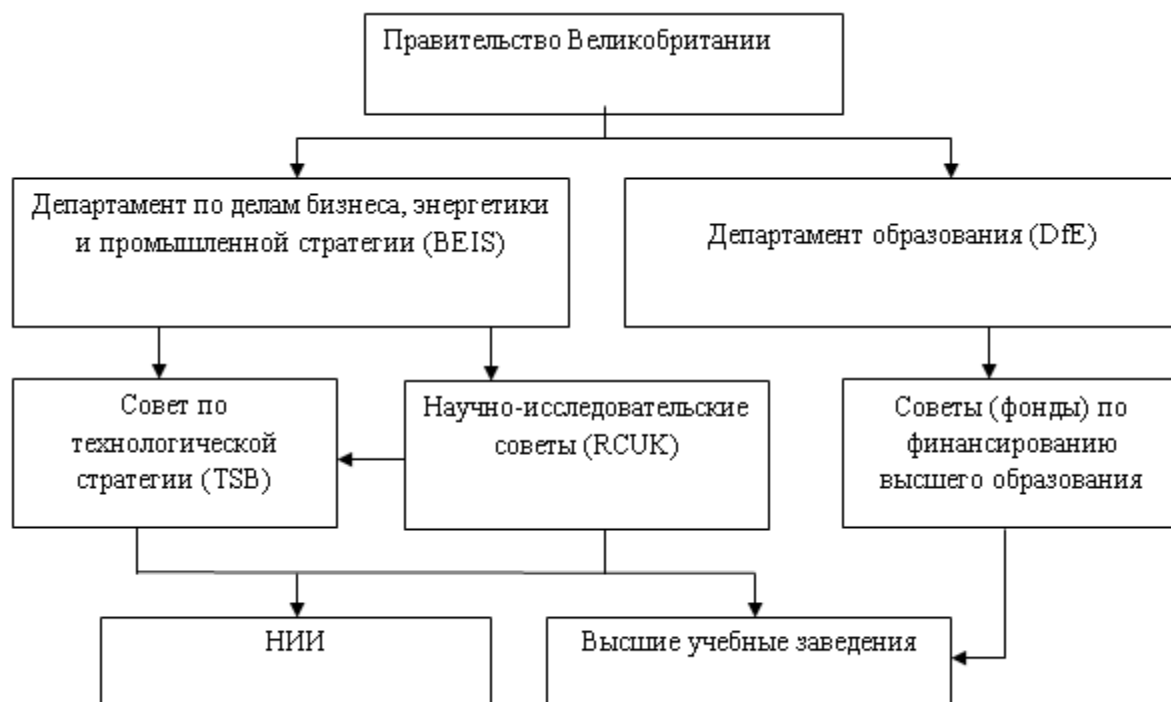 Правительство Великобритании
Департамент по делам бизнеса, энергетики
и промышленной стратегии (BEIS)
Департамент образования (DfE)
Совет по
технологической
стратегии (TSB)
Научно-исследовательские
советы (RCUK)
Советы (фонды) по
финансированию
высшего образования
НИИ
Высшие учебные заведения